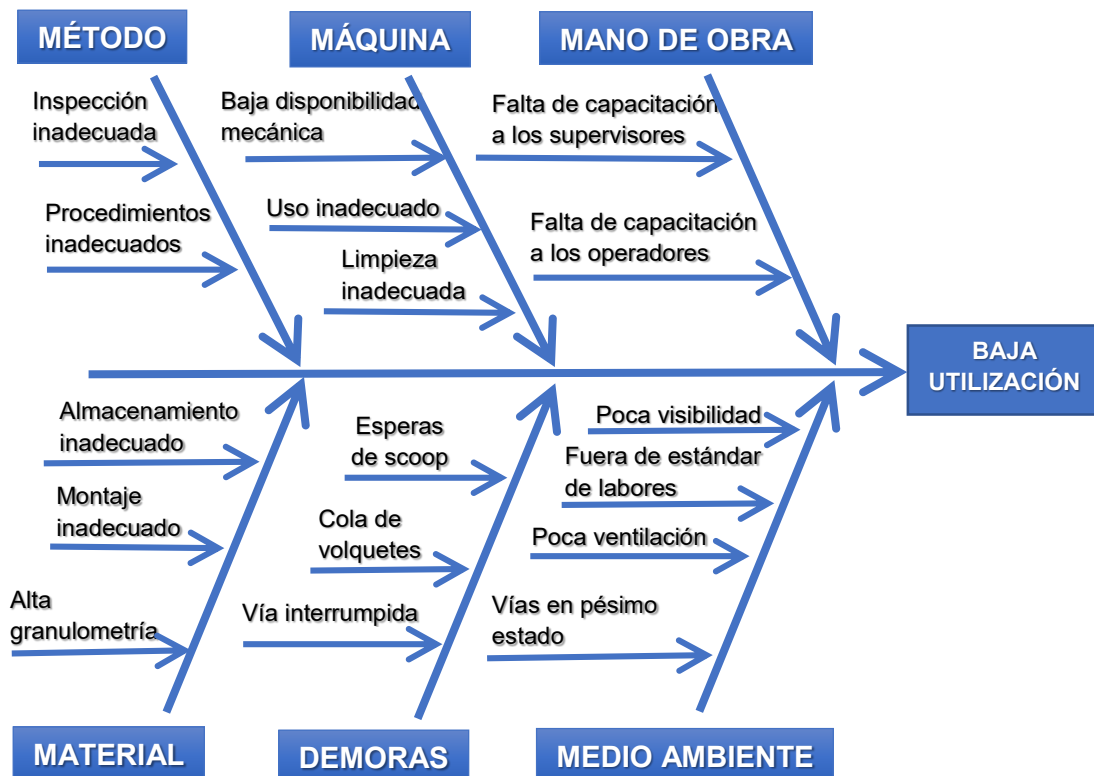 MÉTODO
MÁQUINA
MANO DE OBRA
Inspección
inadecuada
Procedimientos
inadecuados
Baja disponibilidad
mecánica
Uso inadecuado
Limpieza
inadecuada
Falta de capacitación
a los supervisores
Falta de capacitación
a los operadores
BAJA
UTILIZACIÓN
Almacenamiento
inadecuado
Montaje
inadecuado
Alta
granulometría
Esperas
de scoop
Cola de
volquetes
Vía interrumpida
Poca visibilidad
Fuera de estándar
de labores
Poca ventilación
Vías en pésimo
estado
MATERIAL
DEMORAS
MEDIO AMBIENTE